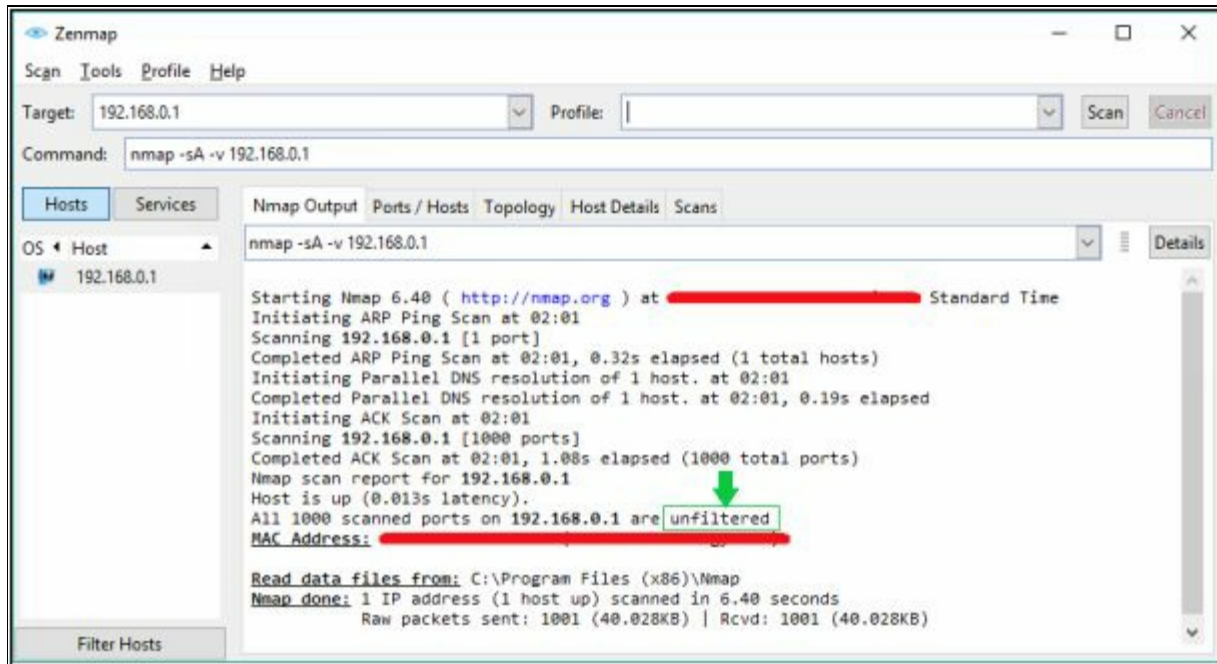 Zenmap
Scan Tools Profile Help
Target: 192.168.0.1 Profile: Scan Cancel
Command: nmap -sA -v 192.168.0.1
Hosts Services Nmap Output Ports / Hosts Topology Host Details Scans
OS Host nmap -sA -v 192.168.0.1 Details
192.168.0.1
Starting Nmap 6.40 ( http://nmap.org ) at Standard Time
Initiating ARP Ping Scan at 02:01
Scanning 192.168.0.1 [1 port]
Completed ARP Ping Scan at 02:01, 0.32s elapsed (1 total hosts)
Initiating Parallel DNS resolution of 1 host. at 02:01
Completed Parallel DNS resolution of 1 host. at 02:01, 0.19s elapsed
Initiating ACK Scan at 02:01
Scanning 192.168.0.1 [1000 ports]
Completed ACK Scan at 02:01, 1.08s elapsed (1000 total ports)
Nmap scan report for 192.168.0.1
Host is up (0.013s latency).
All 1000 scanned ports on 192.168.0.1 are unfiltered
MAC Address:
Read data files from: C:\Program Files (x86)\Nmap
Nmap done: 1 IP address (1 host up) scanned in 6.40 seconds
Raw packets sent: 1001 (40.028KB) | Rcvd: 1001 (40.028KB)
Filter Hosts